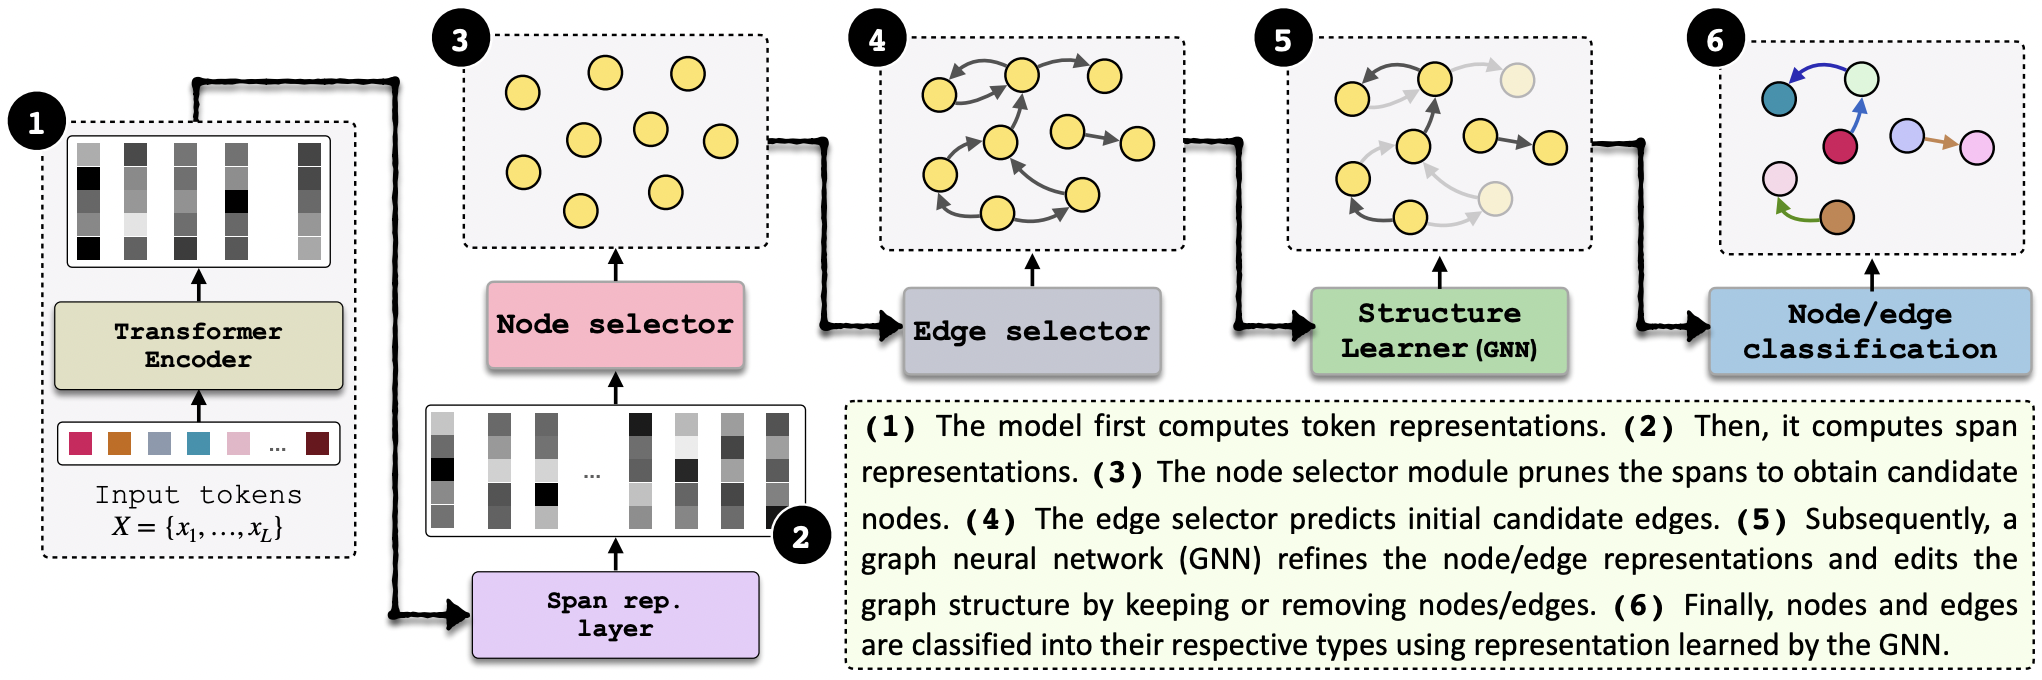 1
Transformer
Encoder
...
Input tokens
X = {x1, …, xL}
Span rep.
layer
...
2
3
Node selector
4
Edge selector
5
Structure
Learner (GNN)
6
Node/edge
classification
(1) The model first computes token representations. (2) Then, it computes span
representations. (3) The node selector module prunes the spans to obtain candidate
nodes. (4) The edge selector predicts initial candidate edges. (5) Subsequently, a
graph neural network (GNN) refines the node/edge representations and edits the
graph structure by keeping or removing nodes/edges. (6) Finally, nodes and edges
are classified into their respective types using representation learned by the GNN.